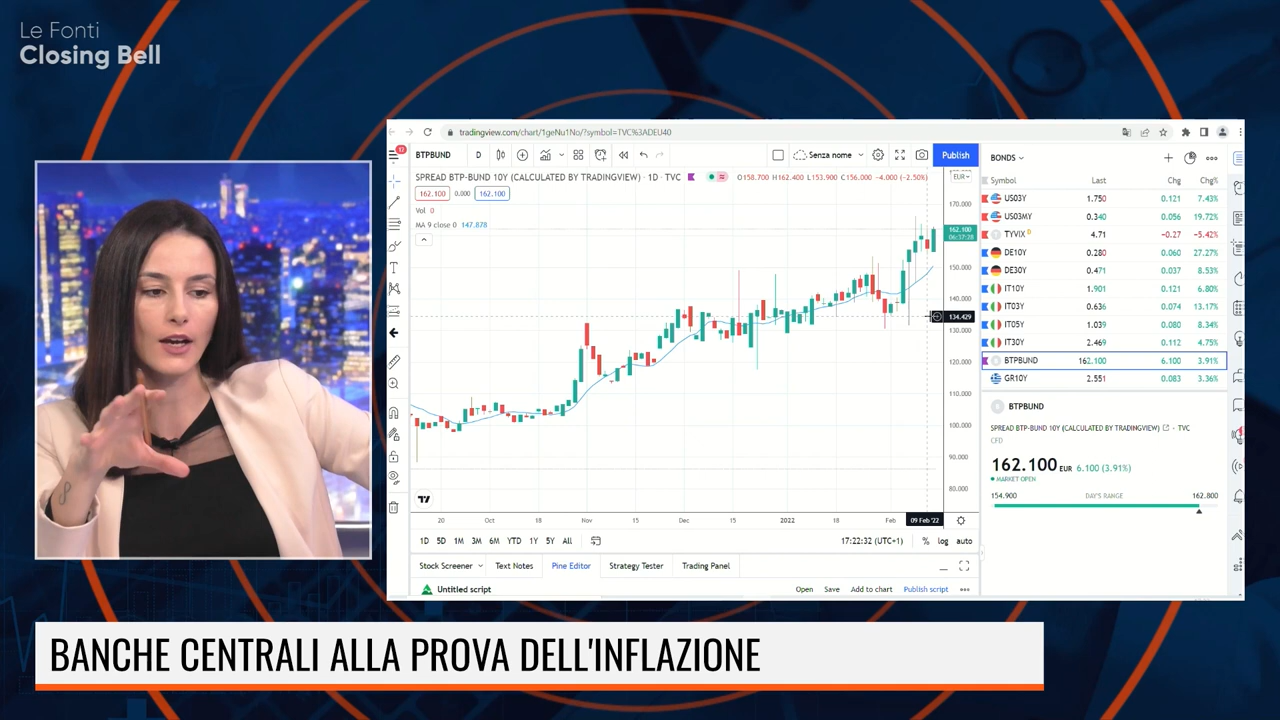 Le Fonti
Closing Bell
tradingview.com/chart/1geNu1No/?symbol=TVC%3ADEU40
12
BTPBUND D Senza nome Publish
SPREAD BTP-BUND 10Y (CALCULATED BY TRADINGVIEW) · 1D · TVC O158.700 H162.400 L153.900 C156.000 -4.000 (-2.50%) EUR
162.100 0.000 162.100
Vol 0
MA 9 close 0 147.878
170.000
162.100
06:37:28
150.000
140.000
134.429
130.000
120.000
110.000
100.000
90.000
80.000
20 Oct 18 Nov 15 Dec 15 2022 18 Feb 09 Feb '22
1D 5D 1M 3M 6M YTD 1Y 5Y All 17:22:32 (UTC+1) % log auto
Stock Screener Text Notes Pine Editor Strategy Tester Trading Panel
Untitled script Open Save Add to chart Publish script
BONDS
Symbol Last Chg Chg%
US03Y 1.750 0.121 7.43%
US03MY 0.340 0.056 19.72%
TYVIX D 4.71 −0.27 −5.42%
DE10Y 0.280 0.060 27.27%
DE30Y 0.471 0.037 8.53%
IT10Y 1.901 0.121 6.80%
IT03Y 0.636 0.074 13.17%
IT05Y 1.039 0.080 8.34%
IT30Y 2.469 0.112 4.75%
BTPBUND 162.100 6.100 3.91%
GR10Y 2.551 0.083 3.36%
BTPBUND
SPREAD BTP-BUND 10Y (CALCULATED BY TRADINGVIEW) · TVC
CFD
162.100 EUR 6.100 (3.91%)
MARKET OPEN
154.900 DAY'S RANGE 162.800
BANCHE CENTRALI ALLA PROVA DELL'INFLAZIONE